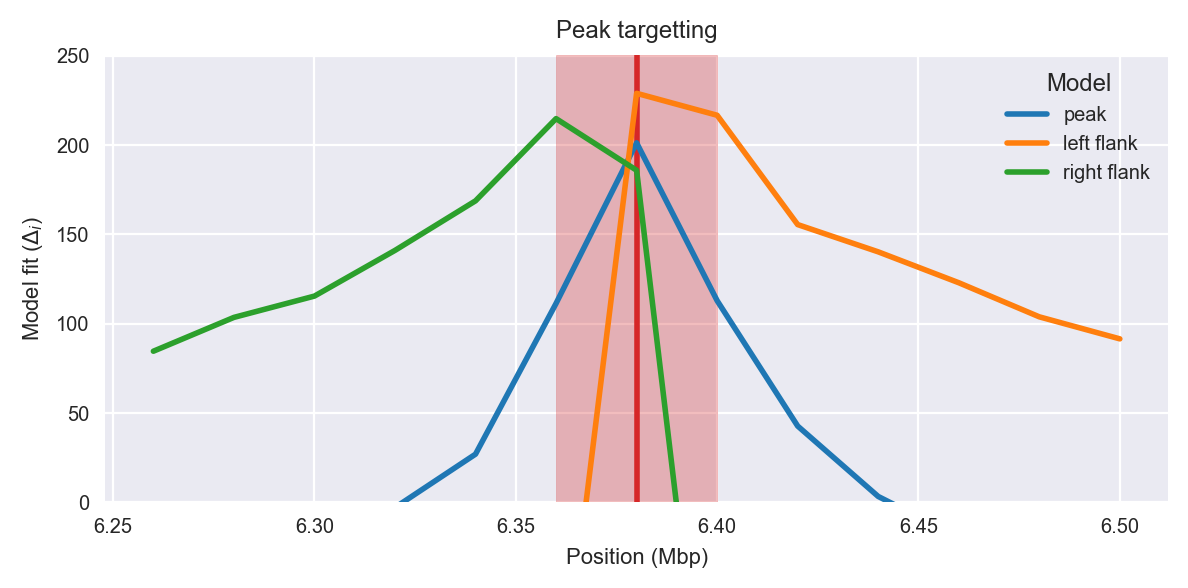 Peak targetting
Model fit (Δi)
250
200
150
100
50
0
Model
peak
left flank
right flank
6.25 6.30 6.35 6.40 6.45 6.50
Position (Mbp)